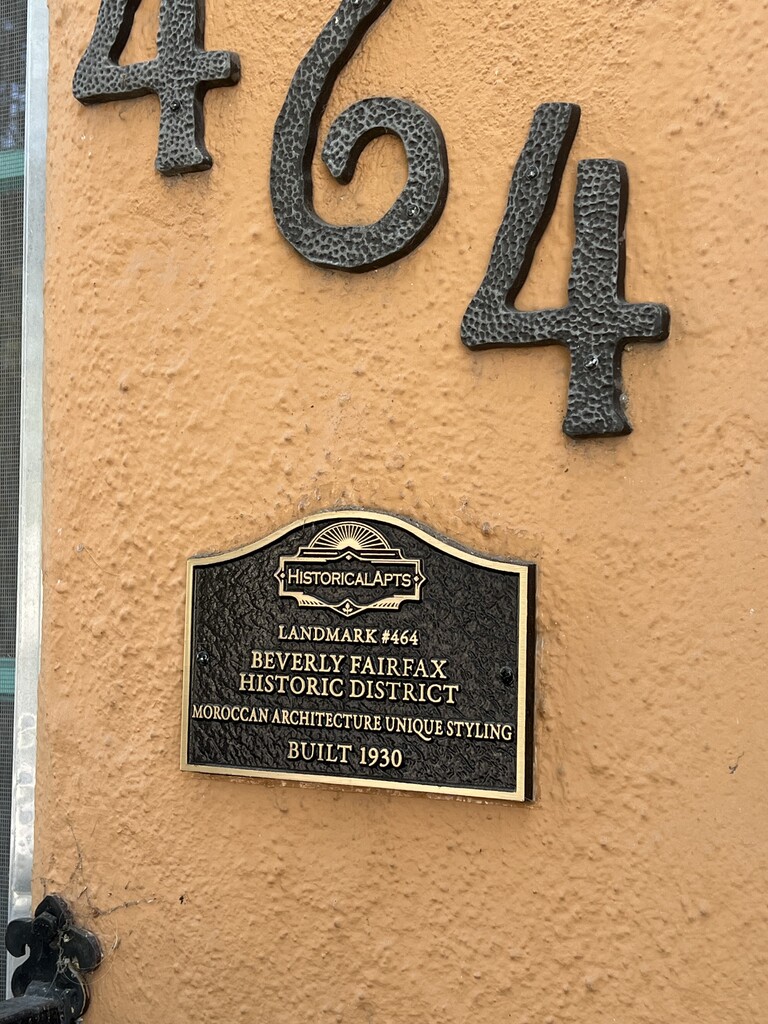 464
HISTORICALAPTS
LANDMARK #464
BEVERLY FAIRFAX
HISTORIC DISTRICT
MOROCCAN ARCHITECTURE UNIQUE STYLING
BUILT 1930